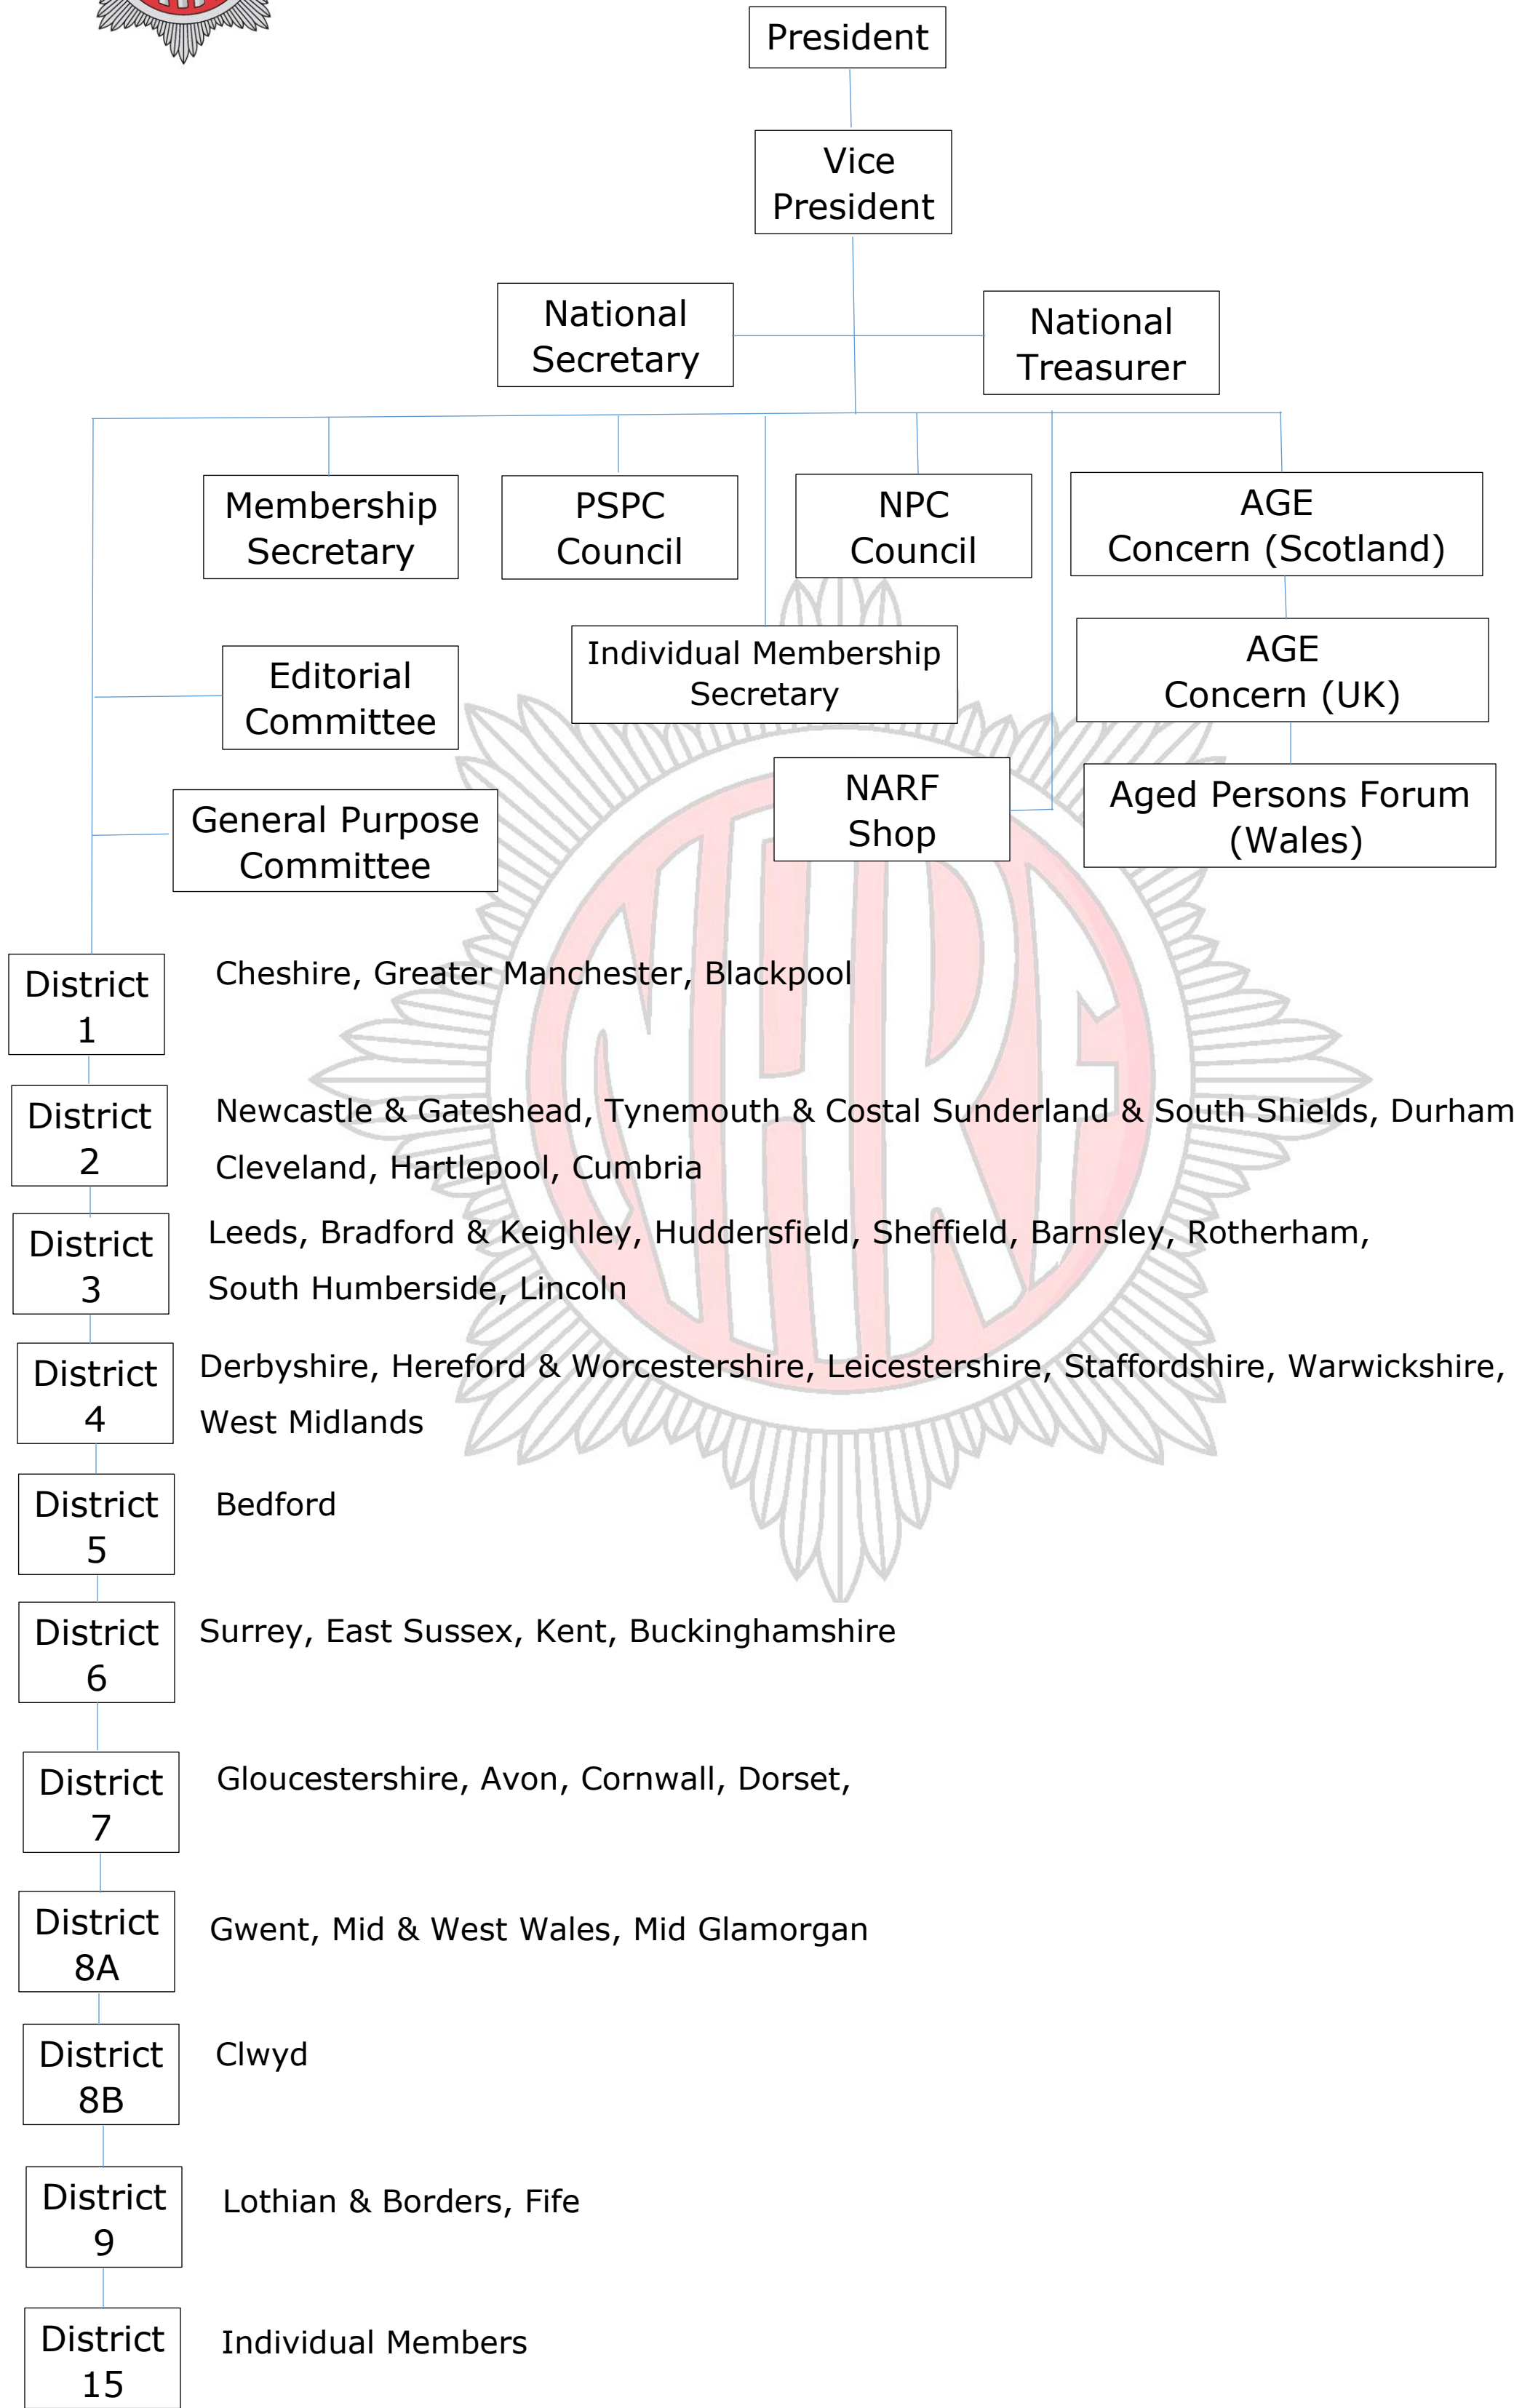 President
Vice
President
National
Secretary
National
Treasurer
Membership
Secretary
PSPC
Council
NPC
Council
AGE
Concern (Scotland)
Individual Membership
Secretary
AGE
Concern (UK)
Editorial
Committee
NARF
Shop
Aged Persons Forum
(Wales)
General Purpose
Committee
District
1
Cheshire, Greater Manchester, Blackpool
District
2
Newcastle & Gateshead, Tynemouth & Costal Sunderland & South Shields, Durham
Cleveland, Hartlepool, Cumbria
District
3
Leeds, Bradford & Keighley, Huddersfield, Sheffield, Barnsley, Rotherham,
South Humberside, Lincoln
District
4
Derbyshire, Hereford & Worcestershire, Leicestershire, Staffordshire, Warwickshire,
West Midlands
District
5
Bedford
District
6
Surrey, East Sussex, Kent, Buckinghamshire
District
7
Gloucestershire, Avon, Cornwall, Dorset,
District
8A
Gwent, Mid & West Wales, Mid Glamorgan
District
8B
Clwyd
District
9
Lothian & Borders, Fife
District
15
Individual Members